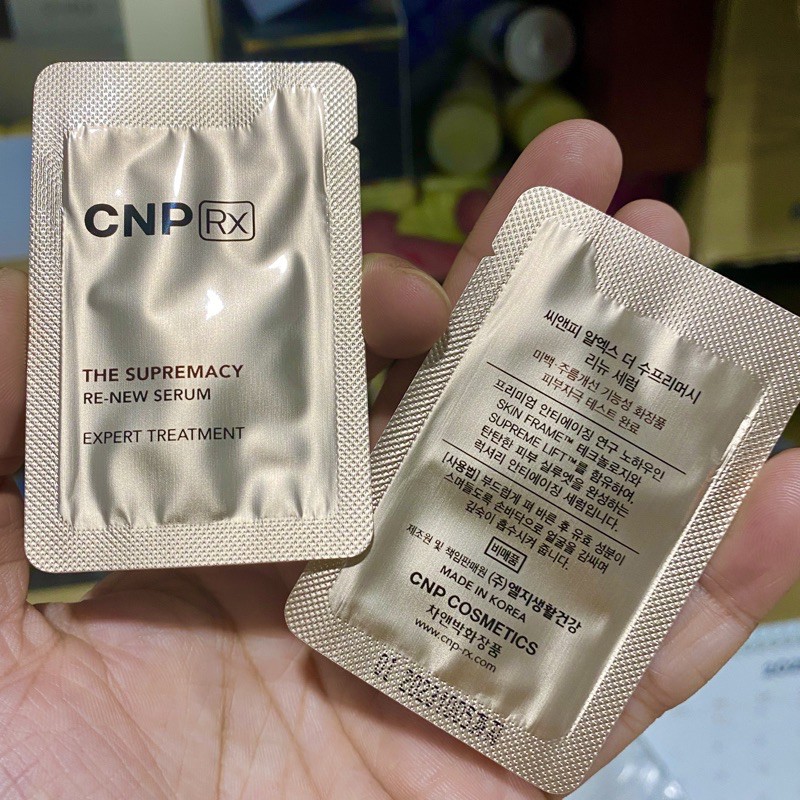 CNP Rx
THE SUPREMACY
RE-NEW SERUM
EXPERT TREATMENT
씨앤피 알엑스 더 수프리머시
리뉴 세럼
미백·주름개선 기능성 화장품
피부자극 테스트 완료
프리미엄 안티에이징 연구 노하우인
SKIN FRAME™ 테크놀로지와
SUPREME LIFT™를 함유하여,
탄탄한 피부 실루엣을 완성하는
럭셔리 안티에이징 세럼입니다.
[사용법] 부드럽게 펴 바른 후 유효 성분이
스며들도록 손바닥으로 얼굴을 감싸며
깊숙이 흡수시켜 줍니다.
비매품
제조원 및 책임판매원 (주)엘지생활건강
MADE IN KOREA
CNP COSMETICS
차앤박화장품
www.cnp-rx.com